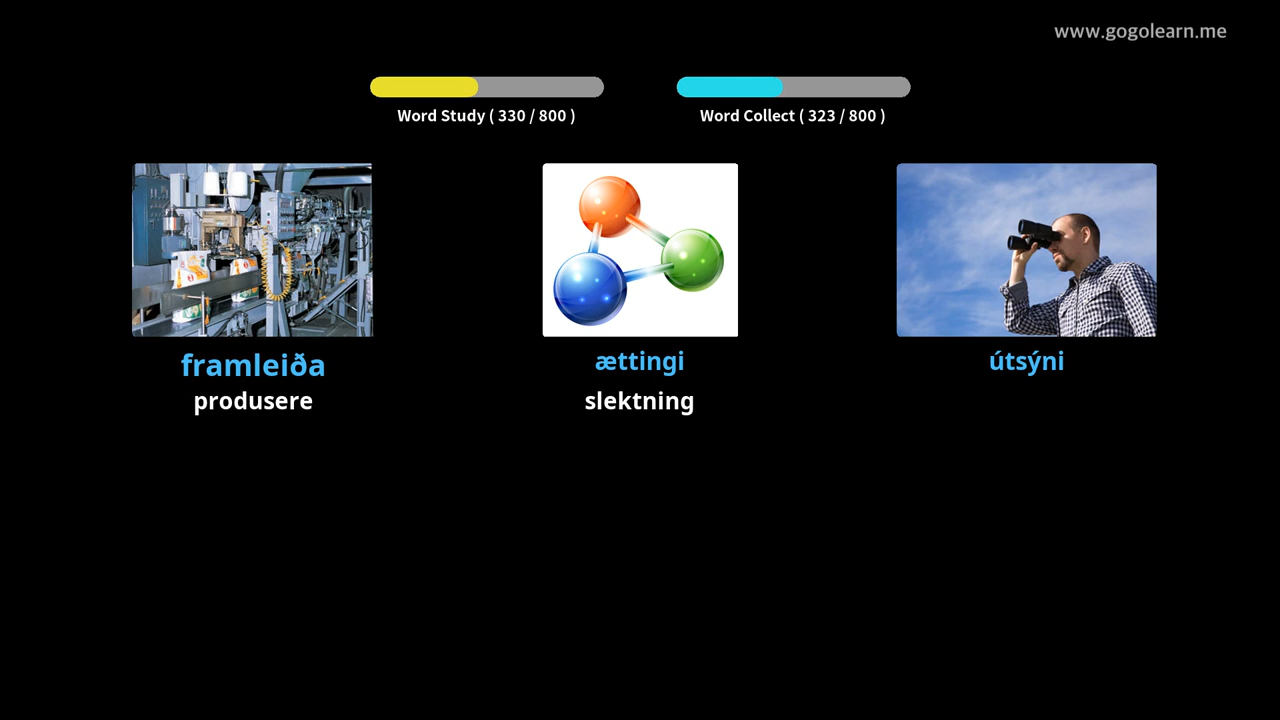 www.gogolearn.me
Word Study ( 330 / 800 )
Word Collect ( 323 / 800 )
framleiða
ættingi
útsýni
produsere
slektning